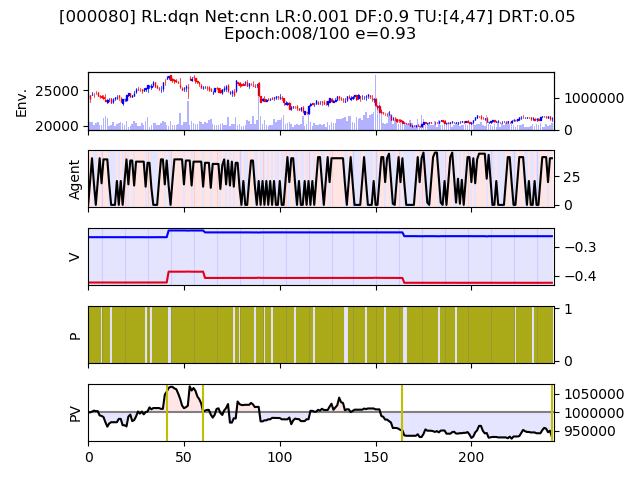 [000080] RL:dqn Net:cnn LR:0.001 DF:0.9 TU:[4,47] DRT:0.05
Epoch:008/100 e=0.93
Env.
25000
20000
1000000
0
Agent
25
0
V
−0.3
−0.4
P
1
0
PV
1050000
1000000
950000
0
50
100
150
200